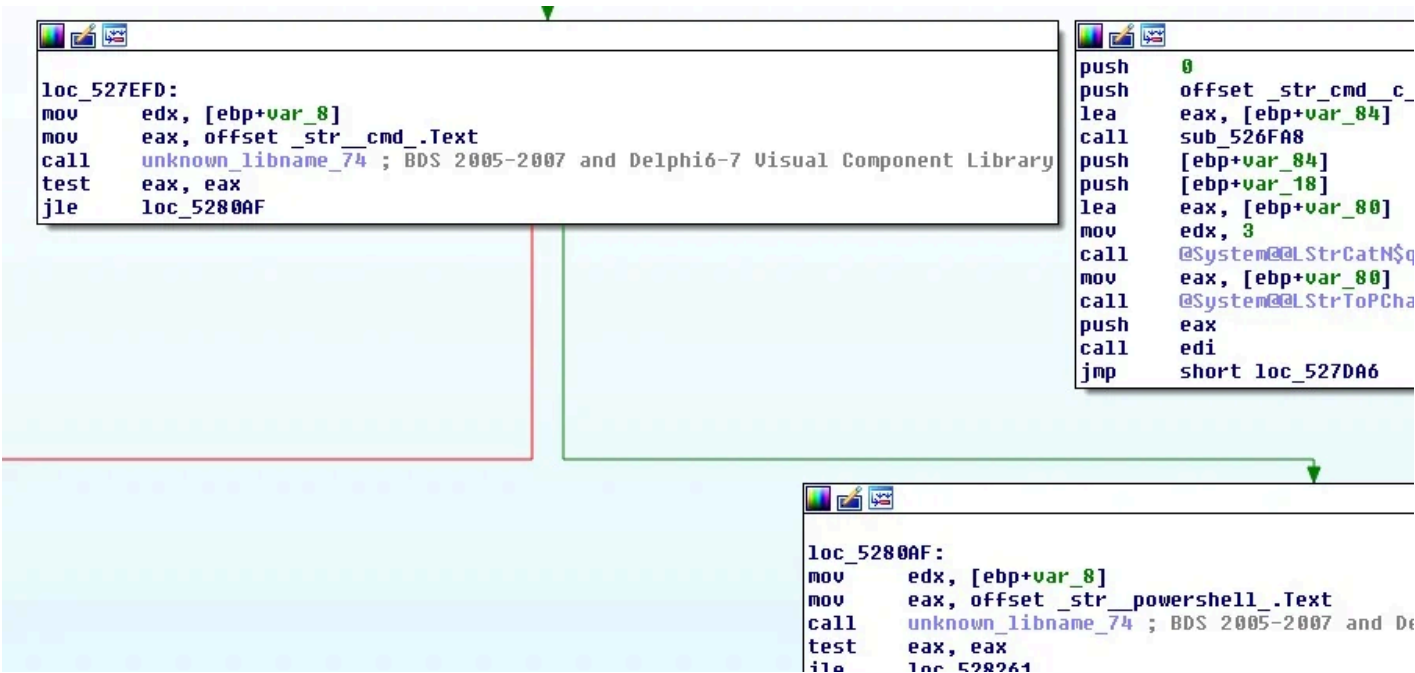 loc_527EFD:
mov edx, [ebp+var_8]
mov eax, offset _str__cmd_.Text
call unknown_libname_74 ; BDS 2005-2007 and Delphi6-7 Visual Component Library
test eax, eax
jle loc_5280AF
push 0
push offset _str_cmd__c_
lea eax, [ebp+var_84]
call sub_526FA8
push [ebp+var_84]
push [ebp+var_18]
lea eax, [ebp+var_80]
mov edx, 3
call @System@@LStrCatN$q
mov eax, [ebp+var_80]
call @System@@LStrToPCha
push eax
call edi
jmp short loc_527DA6
loc_5280AF:
mov edx, [ebp+var_8]
mov eax, offset _str__powershell_.Text
call unknown_libname_74 ; BDS 2005-2007 and De
test eax, eax
jle loc_528261